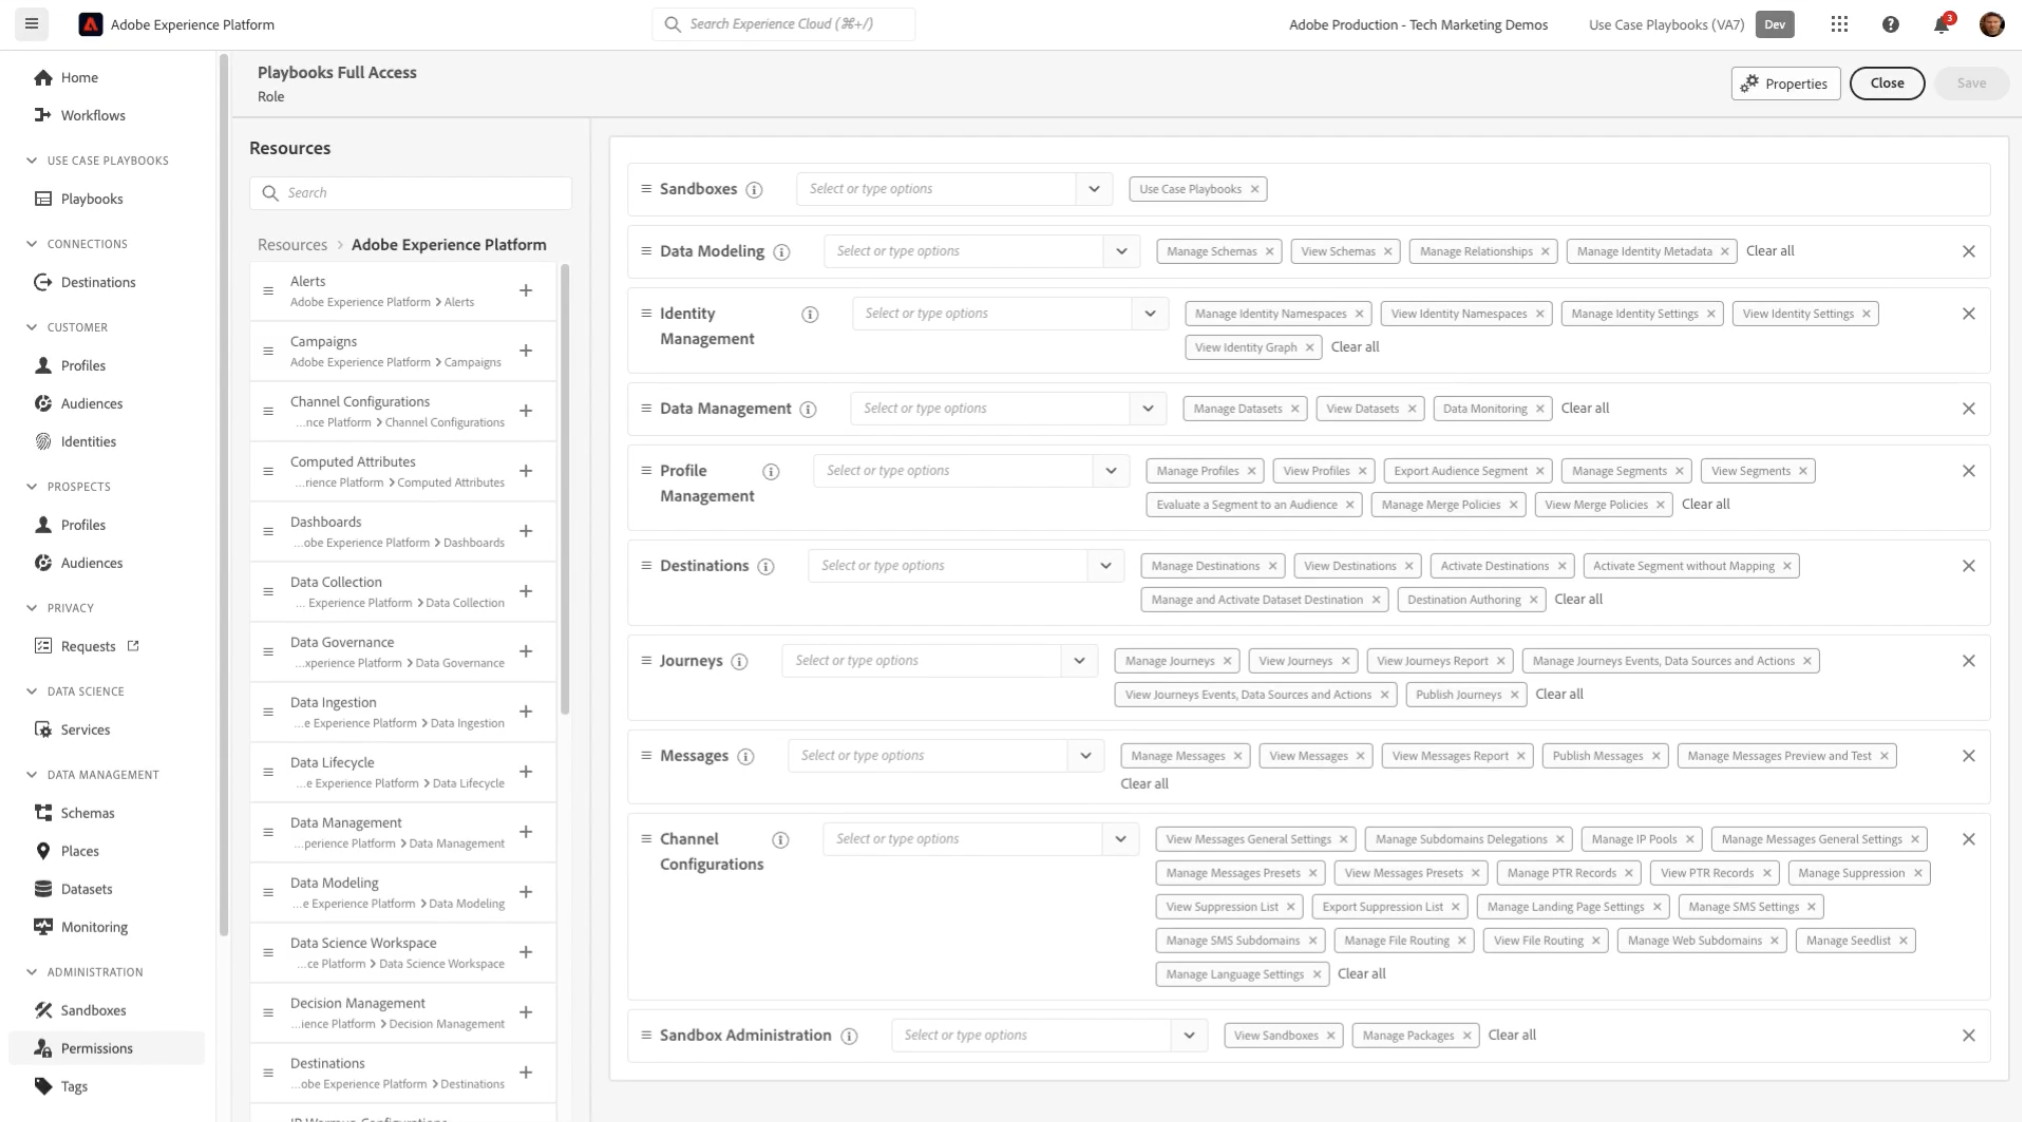 Adobe Experience Platform
Search Experience Cloud (⌘+/)
Adobe Production - Tech Marketing Demos
Use Case Playbooks (VA7)
Dev
3
Home
Workflows
USE CASE PLAYBOOKS
Playbooks
CONNECTIONS
Destinations
CUSTOMER
Profiles
Audiences
Identities
PROSPECTS
Profiles
Audiences
PRIVACY
Requests
DATA SCIENCE
Services
DATA MANAGEMENT
Schemas
Places
Datasets
Monitoring
ADMINISTRATION
Sandboxes
Permissions
Tags
Playbooks Full Access
Role
Properties
Close
Save
Resources
Search
Resources > Adobe Experience Platform
Alerts
Adobe Experience Platform > Alerts
Campaigns
Adobe Experience Platform > Campaigns
Channel Configurations
...nce Platform > Channel Configurations
Computed Attributes
...rience Platform > Computed Attributes
Dashboards
...obe Experience Platform > Dashboards
Data Collection
... Experience Platform > Data Collection
Data Governance
...xperience Platform > Data Governance
Data Ingestion
...e Experience Platform > Data Ingestion
Data Lifecycle
...e Experience Platform > Data Lifecycle
Data Management
...perience Platform > Data Management
Data Modeling
...e Experience Platform > Data Modeling
Data Science Workspace
...ce Platform > Data Science Workspace
Decision Management
...ience Platform > Decision Management
Destinations
...obe Experience Platform > Destinations
Sandboxes Select or type options Use Case Playbooks
Data Modeling Select or type options Manage Schemas View Schemas Manage Relationships Manage Identity Metadata Clear all
Identity Management Select or type options Manage Identity Namespaces View Identity Namespaces Manage Identity Settings View Identity Settings
View Identity Graph Clear all
Data Management Select or type options Manage Datasets View Datasets Data Monitoring Clear all
Profile Management Select or type options Manage Profiles View Profiles Export Audience Segment Manage Segments View Segments
Evaluate a Segment to an Audience Manage Merge Policies View Merge Policies Clear all
Destinations Select or type options Manage Destinations View Destinations Activate Destinations Activate Segment without Mapping
Manage and Activate Dataset Destination Destination Authoring Clear all
Journeys Select or type options Manage Journeys View Journeys View Journeys Report Manage Journeys Events, Data Sources and Actions
View Journeys Events, Data Sources and Actions Publish Journeys Clear all
Messages Select or type options Manage Messages View Messages View Messages Report Publish Messages Manage Messages Preview and Test
Clear all
Channel Configurations Select or type options View Messages General Settings Manage Subdomains Delegations Manage IP Pools Manage Messages General Settings
Manage Messages Presets View Messages Presets Manage PTR Records View PTR Records Manage Suppression
View Suppression List Export Suppression List Manage Landing Page Settings Manage SMS Settings
Manage SMS Subdomains Manage File Routing View File Routing Manage Web Subdomains Manage Seedlist
Manage Language Settings Clear all
Sandbox Administration Select or type options View Sandboxes Manage Packages Clear all